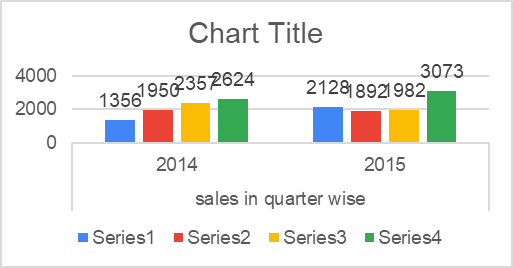 Chart Title
4000
2000
0
1356 1950 2357 2624 2128 1892 1982 3073
2014 2015
sales in quarter wise
Series1 Series2 Series3 Series4